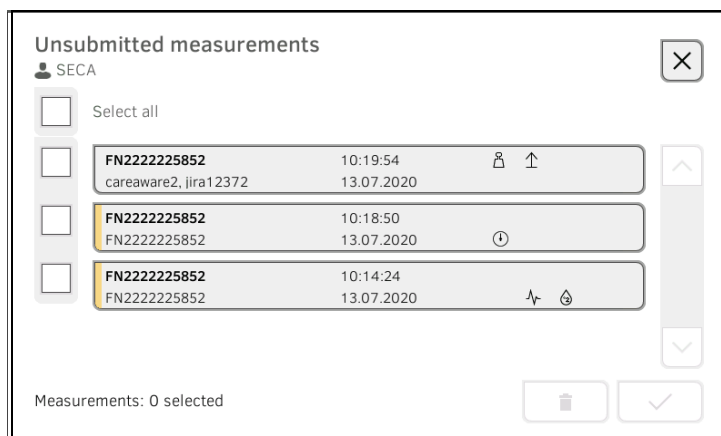 Unsubmitted measurements
SECA
Select all
FN2222225852 10:19:54
careaware2, jira12372 13.07.2020
FN2222225852 10:18:50
FN2222225852 13.07.2020
FN2222225852 10:14:24
FN2222225852 13.07.2020
Measurements: 0 selected